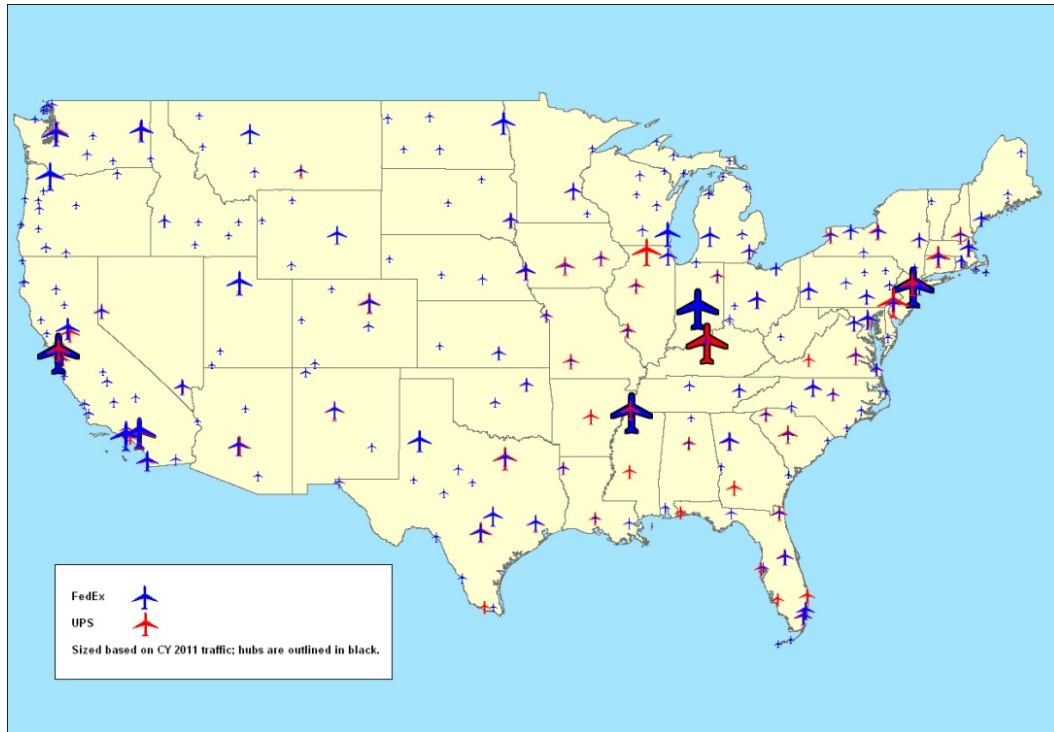 FedEx
UPS
Sized based on CY 2011 traffic; hubs are outlined in black.